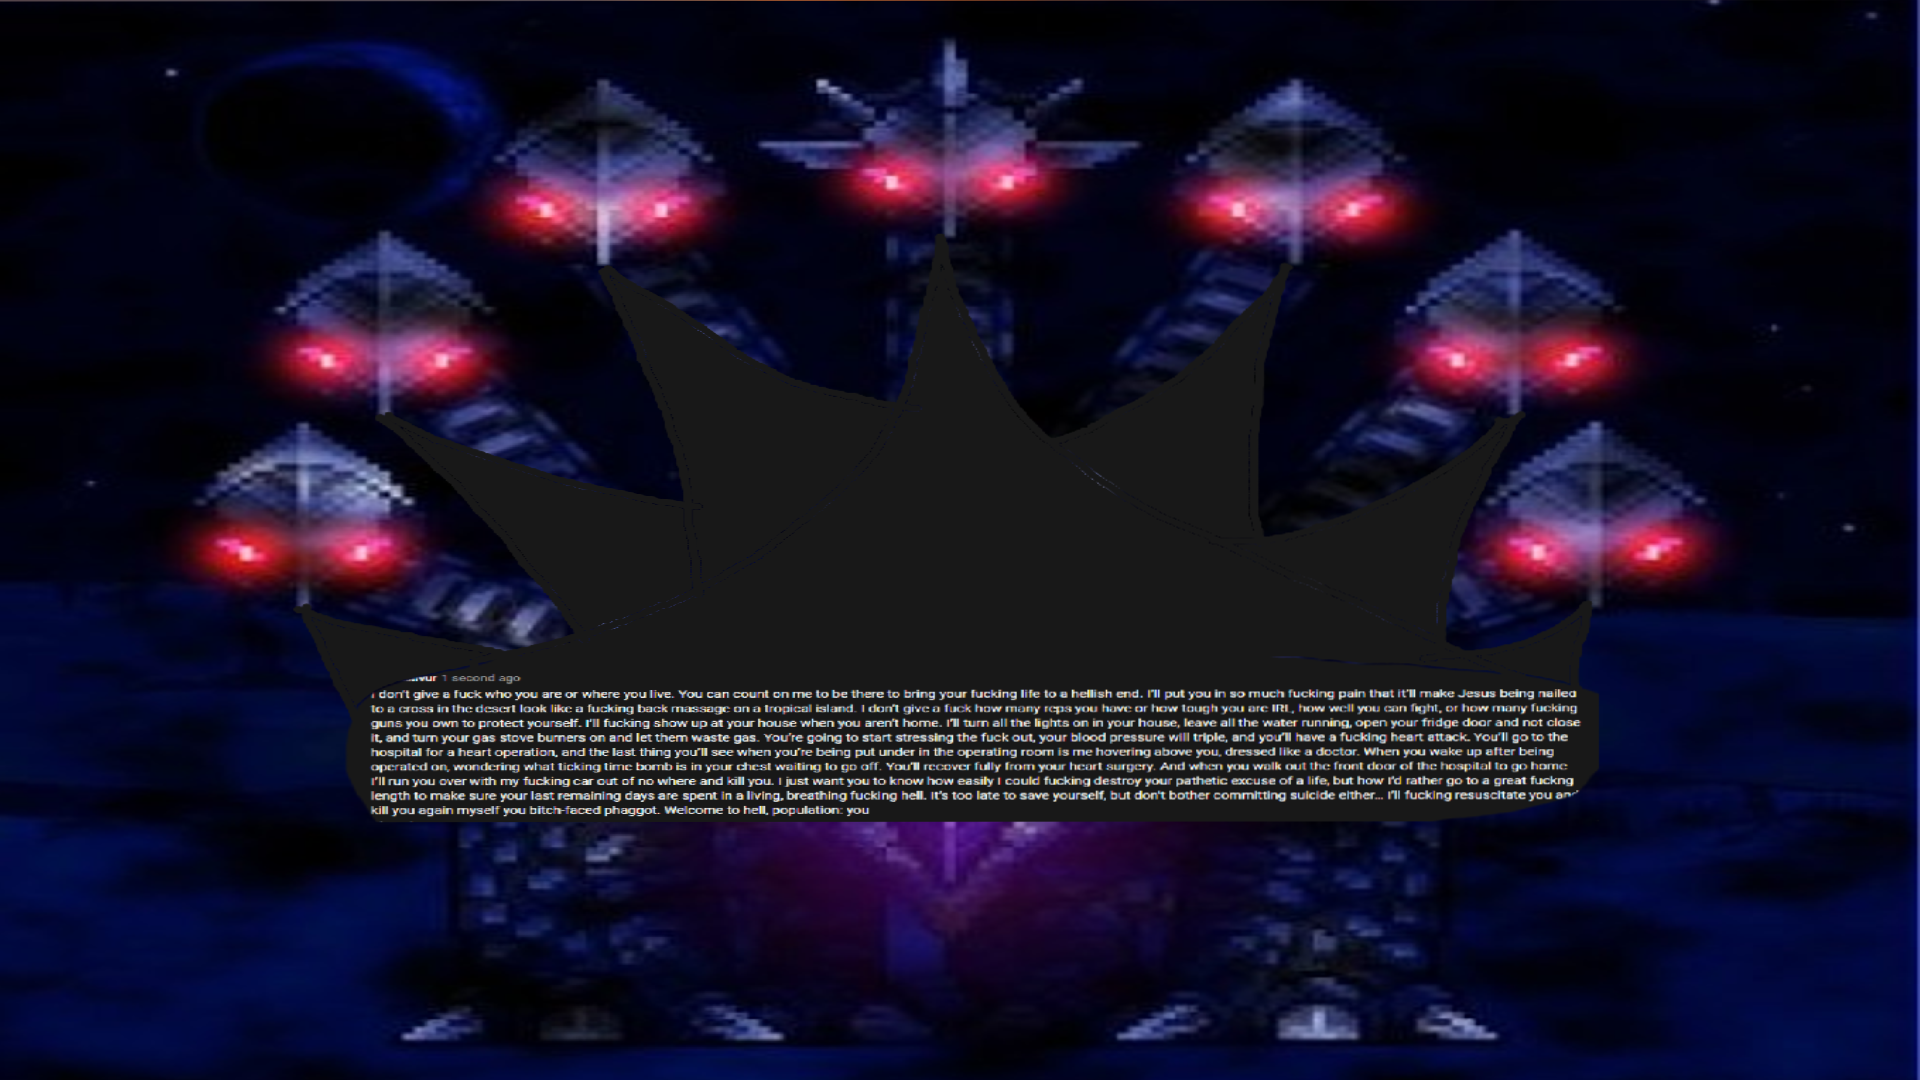 1 second ago
I don't give a fuck who you are or where you live. You can count on me to be there to bring your fucking life to a hellish end. I'll put you in so much fucking pain that it'll make Jesus being nailed
to a cross in the desert look like a fucking back massage on a tropical island. I don't give a fuck how many reps you have or how tough you are IRL, how well you can fight, or how many fucking
guns you own to protect yourself. I'll fucking show up at your house when you aren't home. I'll turn all the lights on in your house, leave all the water running, open your fridge door and not close
it, and turn your gas stove burners on and let them waste gas. You're going to start stressing the fuck out, your blood pressure will triple, and you'll have a fucking heart attack. You'll go to the
hospital for a heart operation, and the last thing you'll see when you're being put under in the operating room is me hovering above you, dressed like a doctor. When you wake up after being
operated on, wondering what ticking time bomb is in your chest waiting to go off. You'll recover fully from your heart surgery. And when you walk out the front door of the hospital to go home
I'll run you over with my fucking car out of no where and kill you. I just want you to know how easily I could fucking destroy your pathetic excuse of a life, but how I'd rather go to a great fuckng
length to make sure your last remaining days are spent in a living, breathing fucking hell. It's too late to save yourself, but don't bother committing suicide either... I'll fucking resuscitate you and
kill you again myself you bitch-faced phaggot. Welcome to hell, population: you